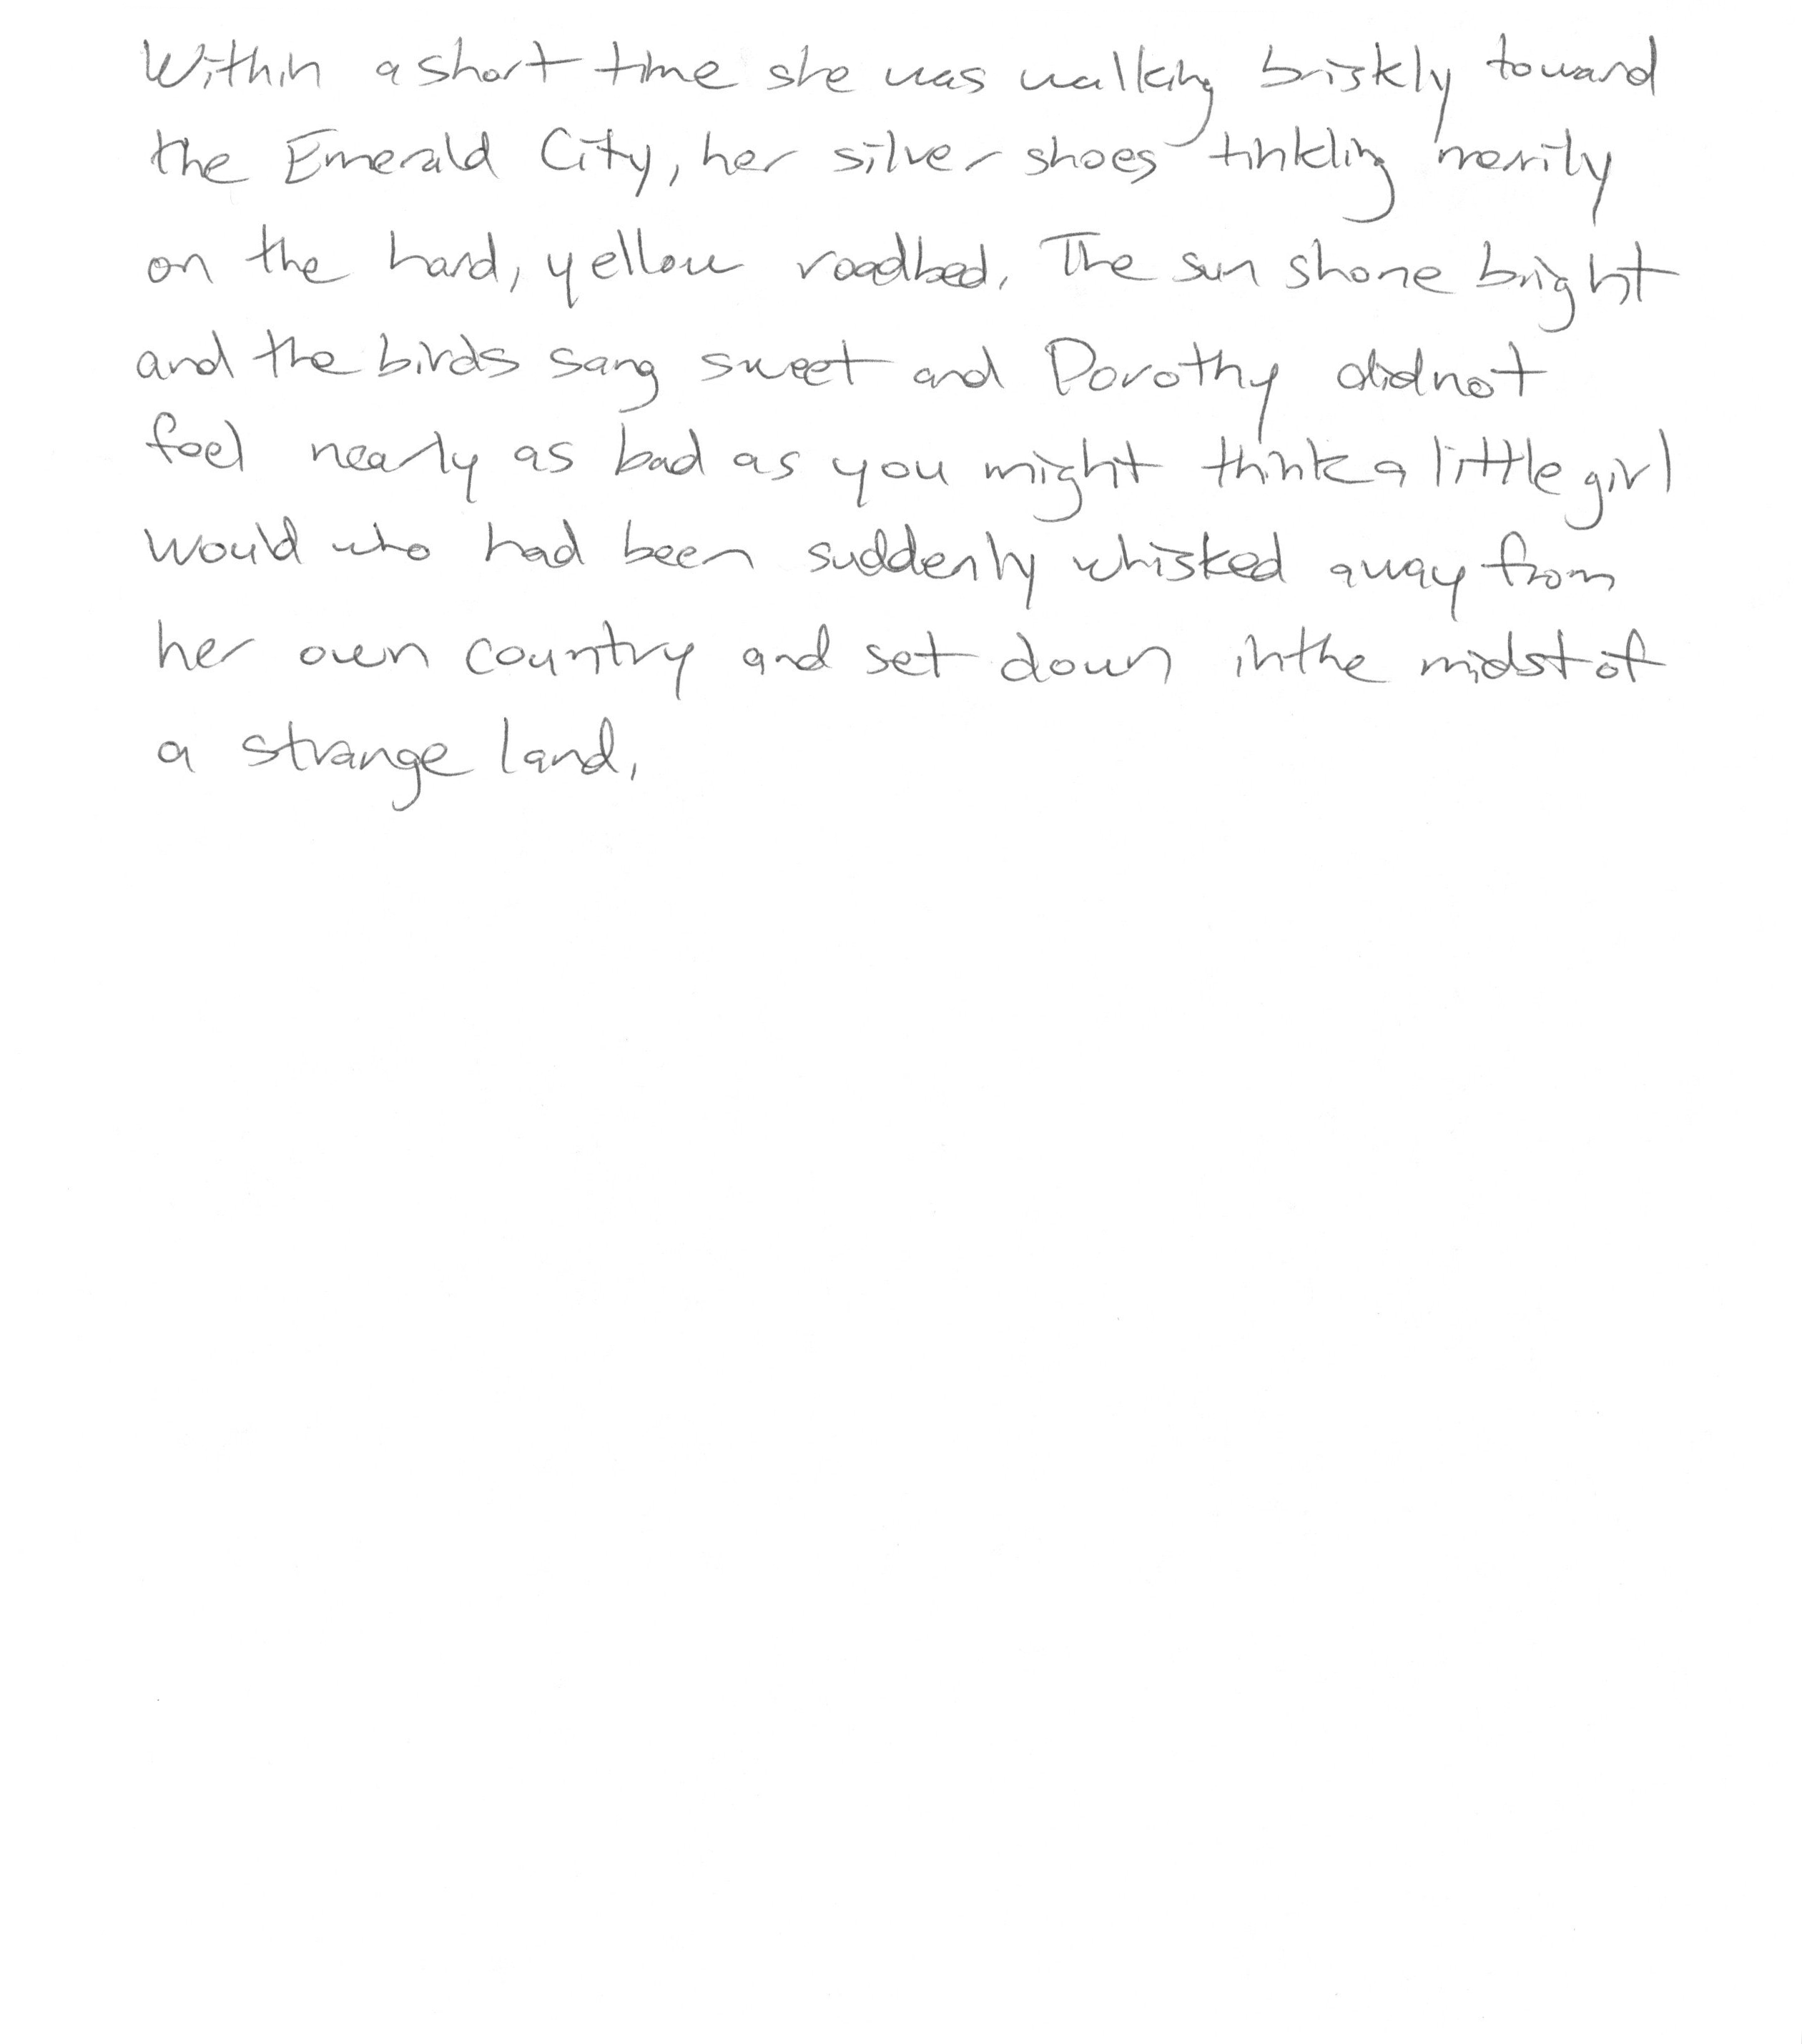 Within a short time she was walking briskly toward
the Emerald City, her silver shoes tinkling merrily
on the hard, yellow roadbed. The sun shone bright
and the birds sang sweet and Dorothy did not
feel nearly as bad as you might think a little girl
would who had been suddenly whisked away from
her own country and set down in the midst of
a strange land.